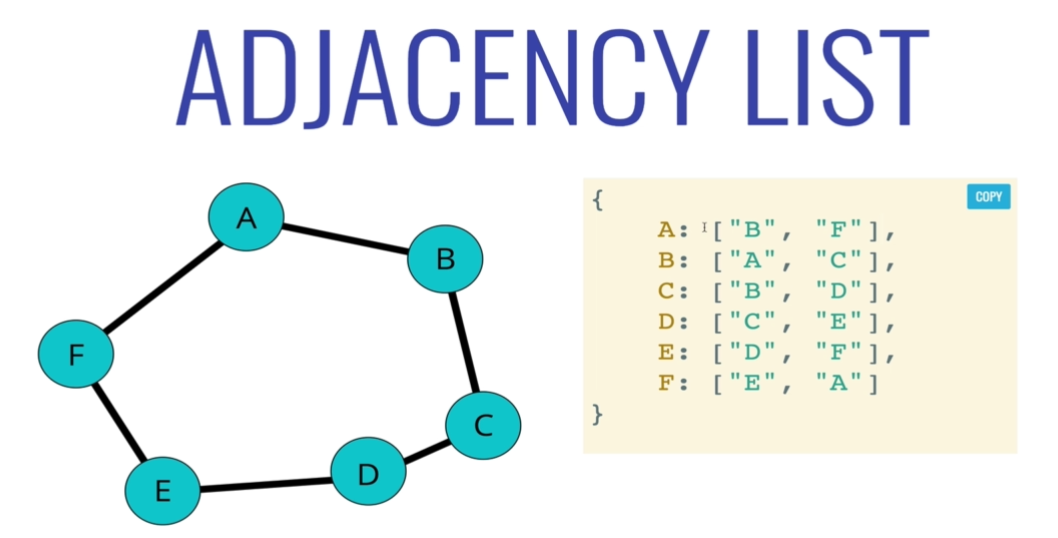 ADJACENCY LIST
A
B
F
C
D
E
{
COPY
A: ["B", "F"],
B: ["A", "C"],
C: ["B", "D"],
D: ["C", "E"],
E: ["D", "F"],
F: ["E", "A"]
}